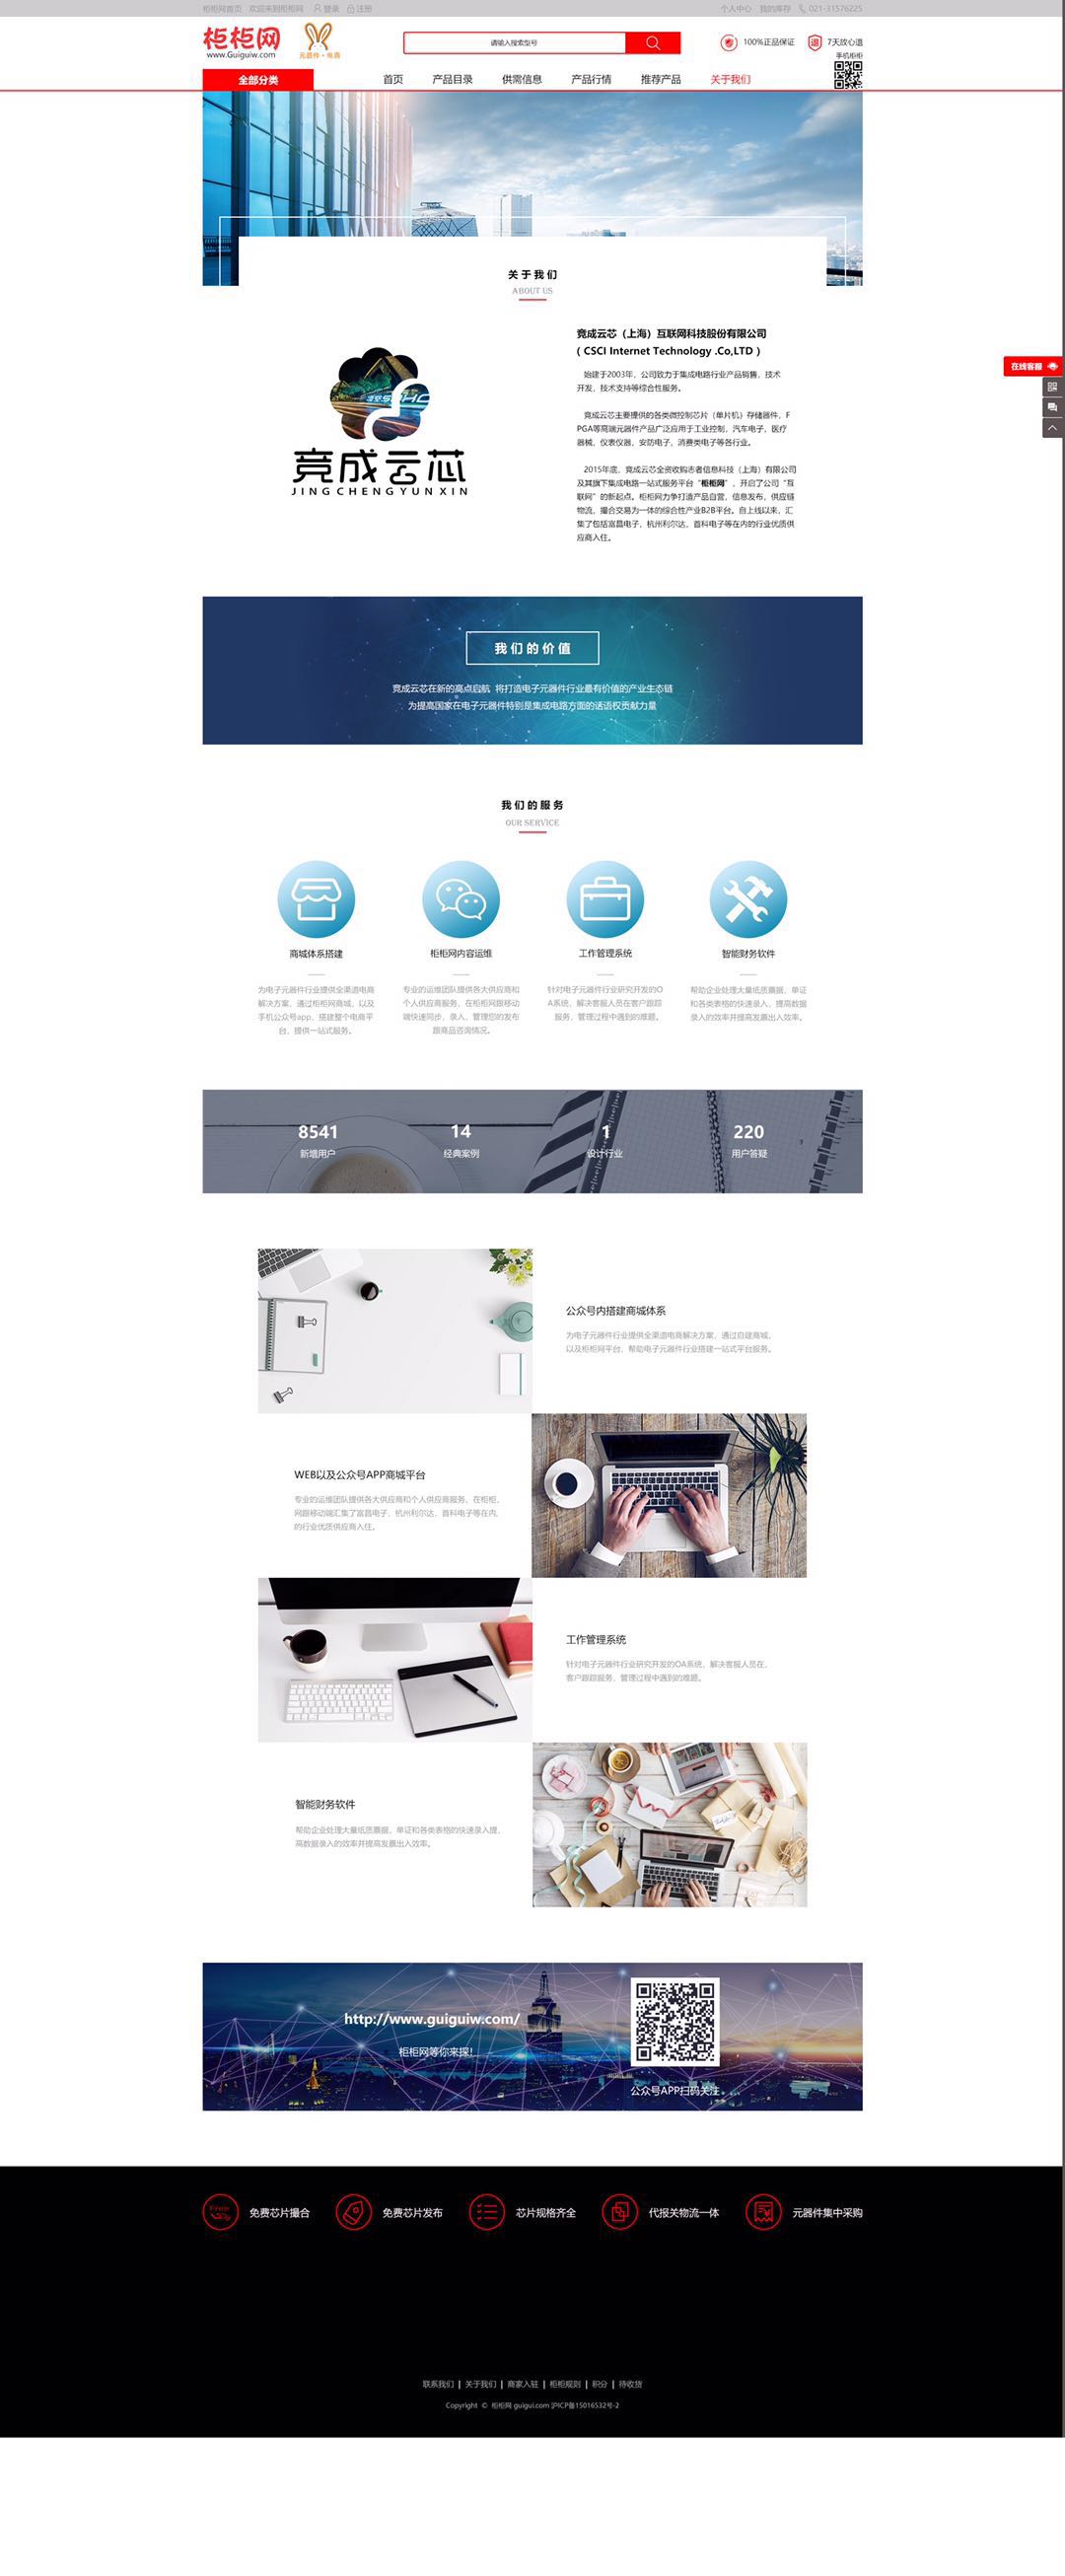 柜柜网首页 欢迎来到柜柜网 登录 注册
个人中心 我的库存 021-31576225
柜柜网
www.Guiguiw.com
元器件·电商
请输入搜索型号
100%正品保证 7天放心退
手机柜柜
全部分类
首页 产品目录 供需信息 产品行情 推荐产品 关于我们
在线客服
关于我们
ABOUT US
竞成云芯
JINGCHENGYUNXIN
竞成云芯（上海）互联网科技股份有限公司
( CSCI Internet Technology .Co,LTD )
始建于2003年，公司致力于集成电路行业产品销售，技术
开发，技术支持等综合性服务。
竞成云芯主要提供的各类微控制芯片（单片机）存储器件，F
PGA等高端元器件产品广泛应用于工业控制，汽车电子，医疗
器械，仪表仪器，安防电子，消费类电子等各行业。
2015年底，竞成云芯全资收购志者信息科技（上海）有限公司
及其旗下集成电路一站式服务平台“柜柜网”，开启了公司“互
联网”的新起点。柜柜网力争打造产品自营，信息发布，供应链
物流，撮合交易为一体的综合性产业B2B平台。自上线以来，汇
集了包括富昌电子，杭州利尔达，首科电子等在内的行业优质供
应商入住。
我们的价值
竞成云芯在新的高点启航 将打造电子元器件行业最有价值的产业生态链
为提高国家在电子元器件特别是集成电路方面的话语权贡献力量
我们的服务
OUR SERVICE
商城体系搭建
为电子元器件行业提供全渠道电商
解决方案，通过柜柜网商城，以及
手机公众号app，搭建整个电商平
台，提供一站式服务。
柜柜网内容运维
专业的运维团队提供各大供应商和
个人供应商服务，在柜柜网跟移动
端快速同步，录入，管理您的发布
跟商品咨询情况。
工作管理系统
针对电子元器件行业研究开发的O
A系统，解决客服人员在客户跟踪
服务，管理过程中遇到的难题。
智能财务软件
帮助企业处理大量纸质票据，单证
和各类表格的快速录入，提高数据
录入的效率并提高发票出入效率。
8541 14 1 220
新增用户 经典案例 设计行业 用户答疑
公众号内搭建商城体系
为电子元器件行业提供全渠道电商解决方案，通过自建商城，
以及柜柜网平台，帮助电子元器件行业搭建一站式平台服务。
WEB以及公众号APP商城平台
专业的运维团队提供各大供应商和个人供应商服务，在柜柜，
网跟移动端汇集了富昌电子，杭州利尔达，首科电子等在内，
的行业优质供应商入住。
工作管理系统
针对电子元器件行业研究开发的OA系统，解决客服人员在，
客户跟踪服务，管理过程中遇到的难题。
智能财务软件
帮助企业处理大量纸质票据，单证和各类表格的快速录入提，
高数据录入的效率并提高发票出入效率。
http://www.guiguiw.com/
柜柜网等你来探！
公众号APP扫码关注
Free
免费芯片撮合 免费芯片发布 芯片规格齐全 代报关物流一体 元器件集中采购
联系我们 | 关于我们 | 商家入驻 | 柜柜规则 | 积分 | 待收货
Copyright © 柜柜网 guigui.com 沪ICP备15016532号-2